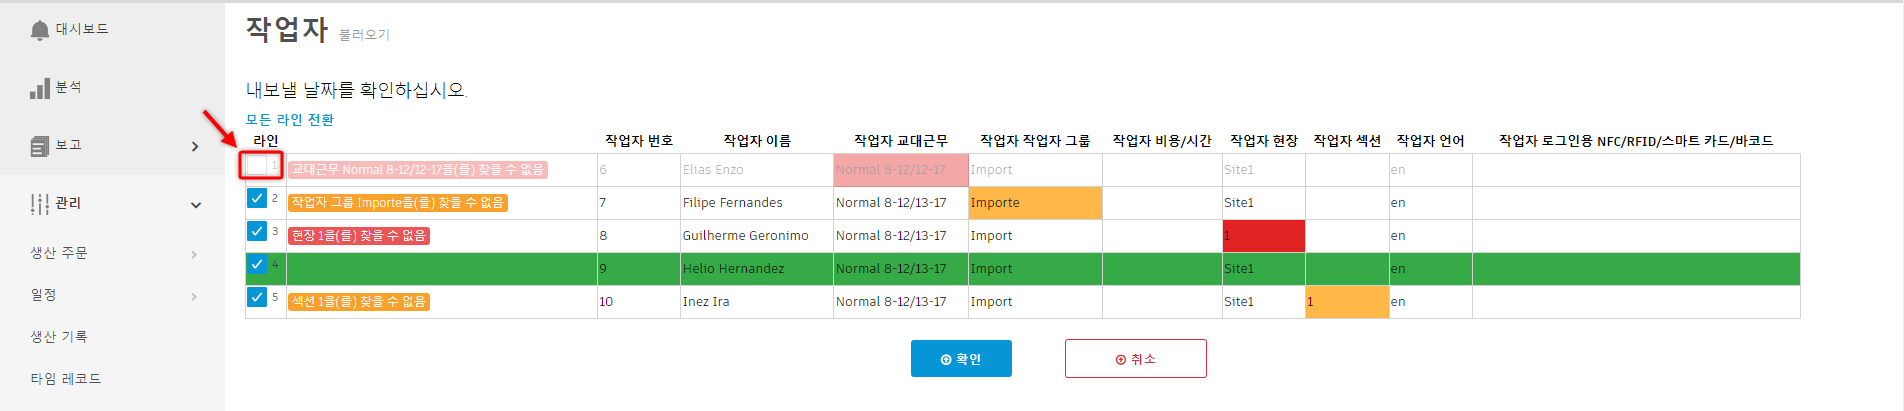 대시보드
분석
보고
관리
생산 주문
일정
생산 기록
타임 레코드
작업자 불러오기
내보낼 날짜를 확인하십시오.
모든 라인 전환
라인 작업자 번호 작업자 이름 작업자 교대근무 작업자 작업자 그룹 작업자 비용/시간 작업자 현장 작업자 섹션 작업자 언어 작업자 로그인용 NFC/RFID/스마트 카드/바코드
1 교대근무 Normal 8-12/12-17을(를) 찾을 수 없음 6 Elias Enzo Normal 8-12/12-17 Import Site1 en
2 작업자 그룹 Importe을(를) 찾을 수 없음 7 Filipe Fernandes Normal 8-12/13-17 Importe Site1 en
3 현장 1을(를) 찾을 수 없음 8 Guilherme Geronimo Normal 8-12/13-17 Import 1 en
4 9 Helio Hernandez Normal 8-12/13-17 Import Site1 en
5 섹션 1을(를) 찾을 수 없음 10 Inez Ira Normal 8-12/13-17 Import Site1 1 en
확인 취소